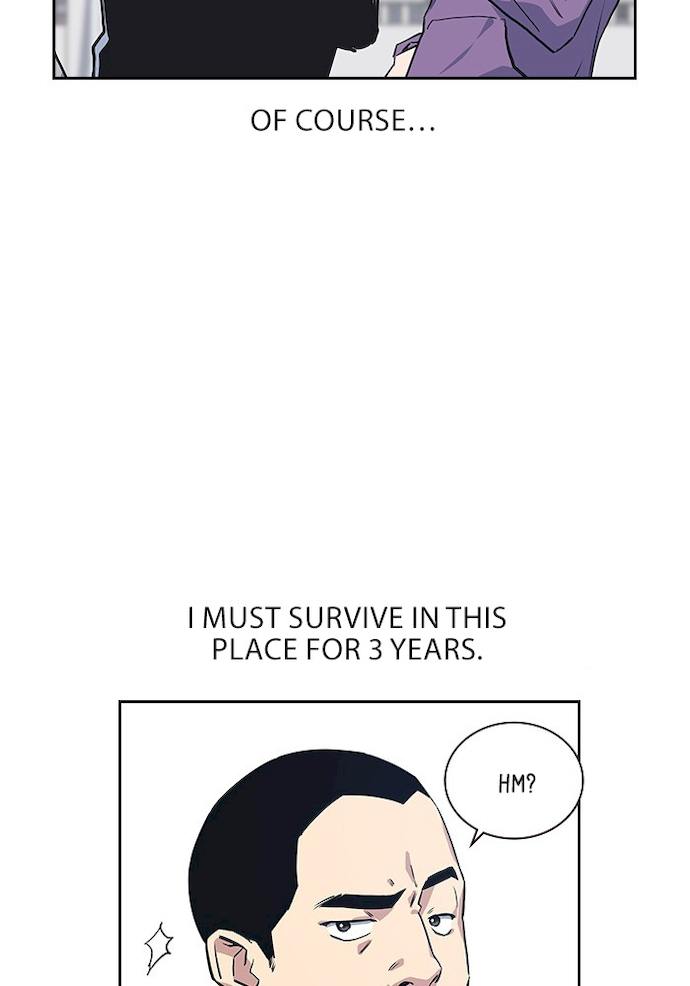 OF COURSE...
I MUST SURVIVE IN THIS
PLACE FOR 3 YEARS.
HM?